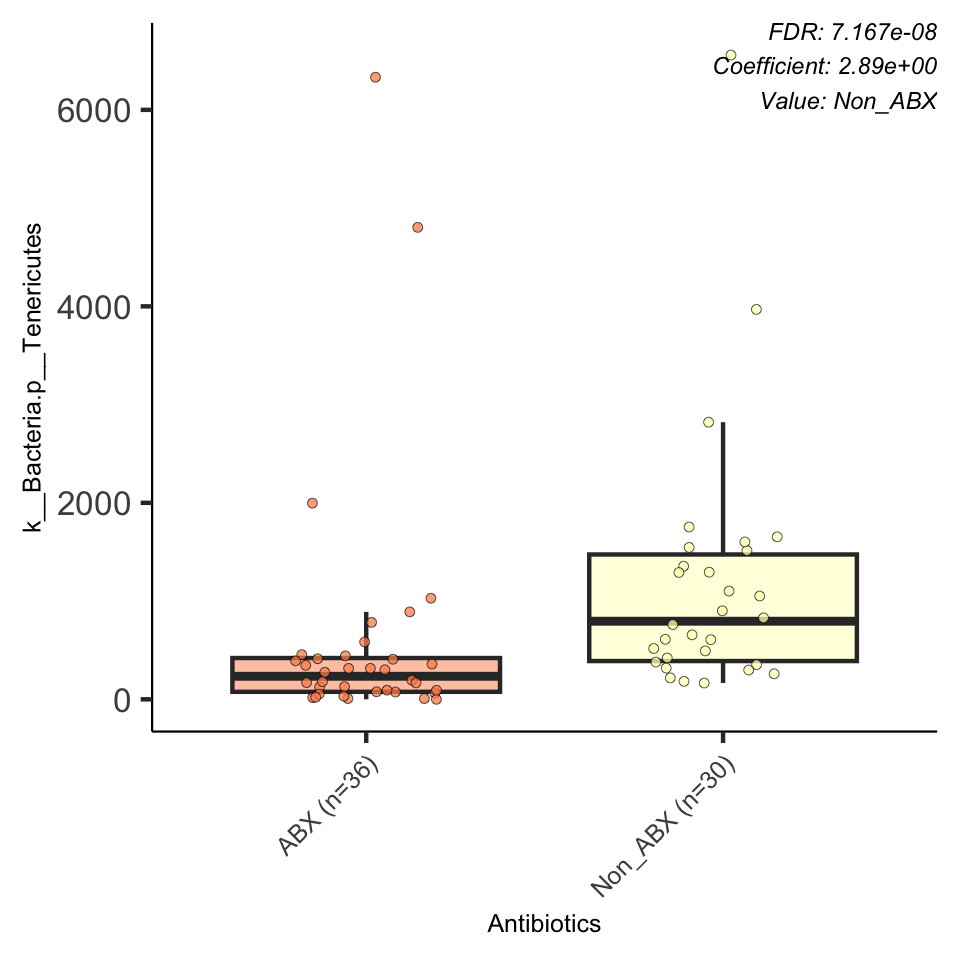 FDR: 7.167e-08
Coefficient: 2.89e+00
Value: Non_ABX
k__Bacteria.p__Tenericutes
6000
4000
2000
0
ABX (n=36)
Non_ABX (n=30)
Antibiotics